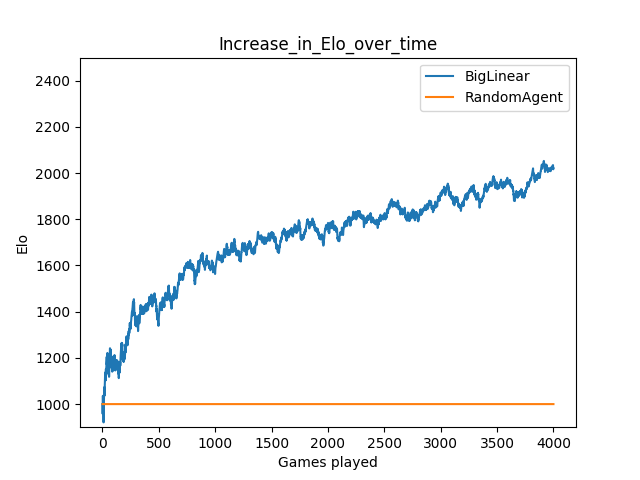 Increase_in_Elo_over_time
BigLinear
RandomAgent
2400
2200
2000
1800
1600
1400
1200
1000
Elo
0 500 1000 1500 2000 2500 3000 3500 4000
Games played